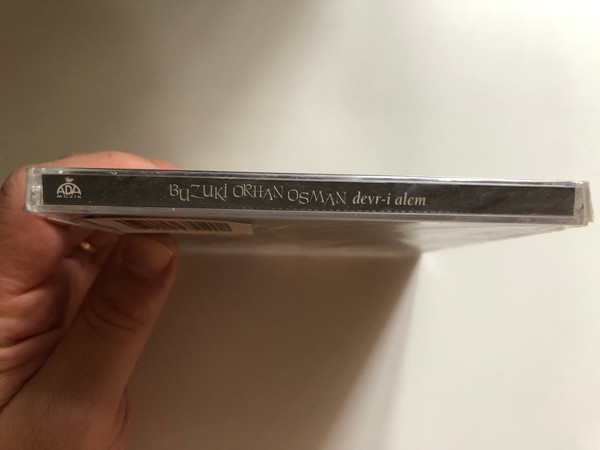 ADA
MÜZİK
BUZUKİ ORHAN OSMAN devr-i alem